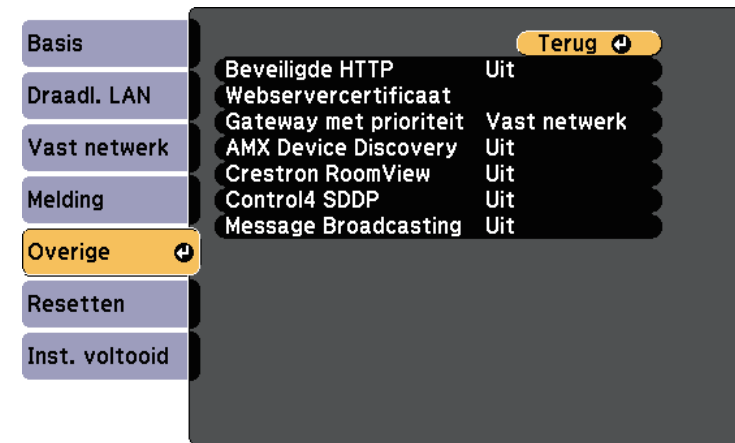 Basis
Draadl. LAN
Vast netwerk
Melding
Overige
Resetten
Inst. voltooid
Terug
Beveiligde HTTP Uit
Webservercertificaat
Gateway met prioriteit Vast netwerk
AMX Device Discovery Uit
Crestron RoomView Uit
Control4 SDDP Uit
Message Broadcasting Uit